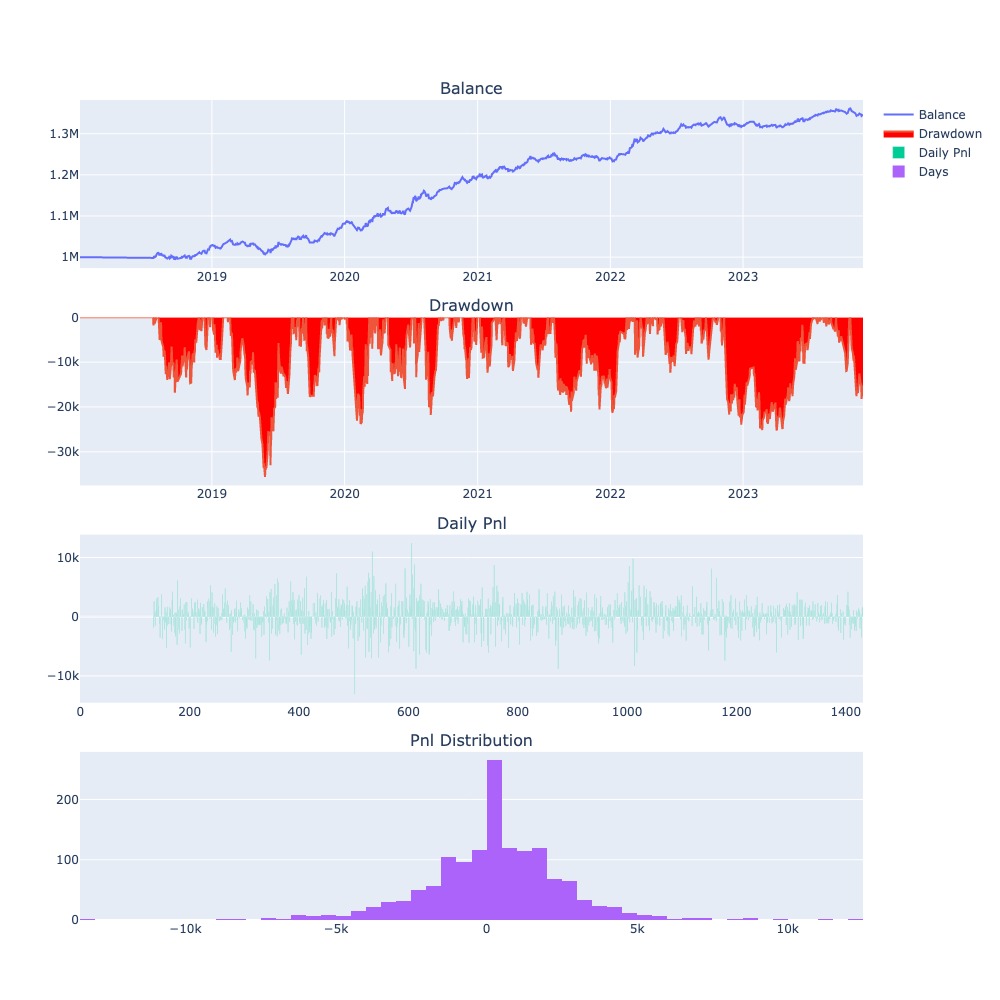 Balance
1.3M
1.2M
1.1M
1M
2019 2020 2021 2022 2023
Balance
Drawdown
Daily Pnl
Days
Drawdown
0
−10k
−20k
−30k
2019 2020 2021 2022 2023
Daily Pnl
10k
0
−10k
0 200 400 600 800 1000 1200 1400
Pnl Distribution
200
100
0
−10k −5k 0 5k 10k